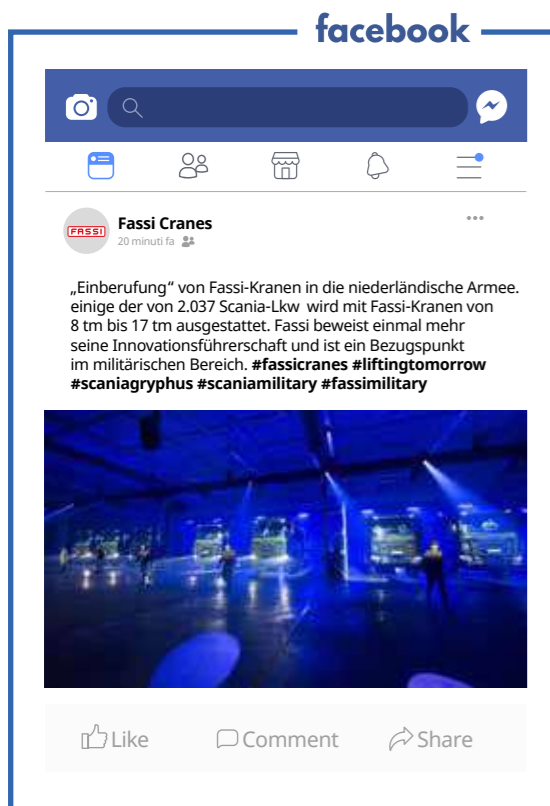 facebook
FASSI
Fassi Cranes
20 minuti fa
„Einberufung“ von Fassi-Kranen in die niederländische Armee.
einige der von 2.037 Scania-Lkw wird mit Fassi-Kranen von
8 tm bis 17 tm ausgestattet. Fassi beweist einmal mehr
seine Innovationsführerschaft und ist ein Bezugspunkt
im militärischen Bereich. #fassicranes #liftingtomorrow
#scaniagryphus #scaniamilitary #fassimilitary
Like Comment Share